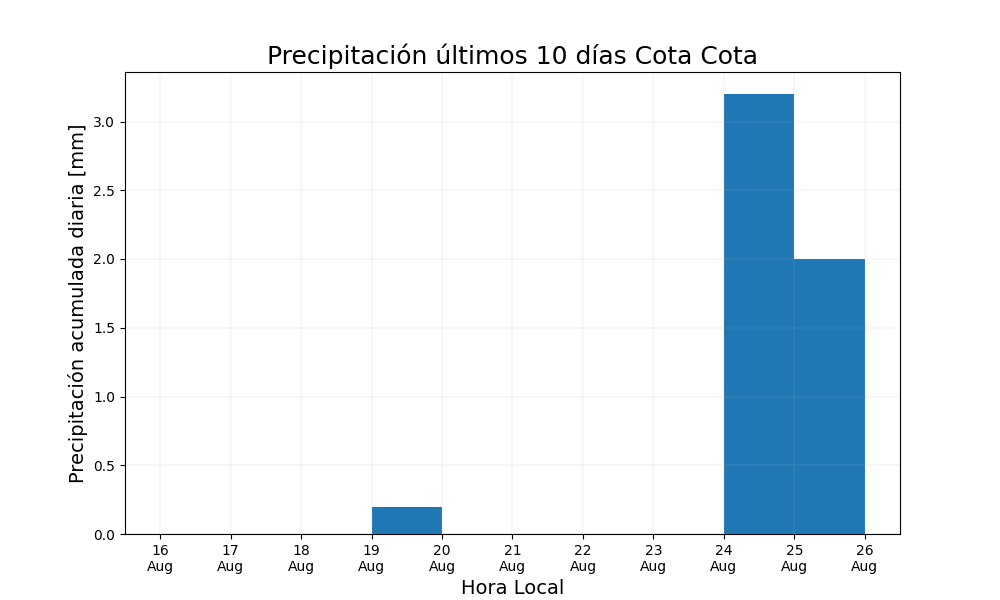 Precipitación últimos 10 días Cota Cota
Precipitación acumulada diaria [mm]
3.0
2.5
2.0
1.5
1.0
0.5
0.0
16 17 18 19 20 21 22 23 24 25 26
Aug Aug Aug Aug Aug Aug Aug Aug Aug Aug Aug
Hora Local